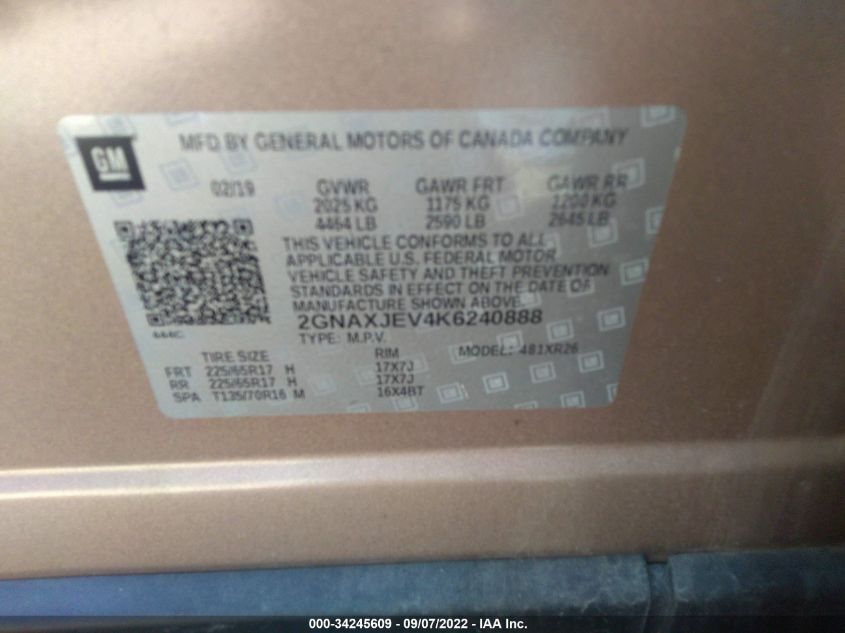 GM
MFD BY GENERAL MOTORS OF CANADA COMPANY
02/19 GVWR GAWR FRT GAWR RR
2025 KG 1175 KG 1200 KG
4464 LB 2590 LB 2645 LB
THIS VEHICLE CONFORMS TO ALL
APPLICABLE U.S. FEDERAL MOTOR
VEHICLE SAFETY AND THEFT PREVENTION
STANDARDS IN EFFECT ON THE DATE OF
MANUFACTURE SHOWN ABOVE.
2GNAXJEV4K6240888
444C
TYPE: M.P.V. MODEL: 4B1XR26
TIRE SIZE RIM
FRT 225/65R17 H 17X7J
RR 225/65R17 H 17X7J
SPA T135/70R16 M 16X4BT
000-34245609 - 09/07/2022 - IAA Inc.